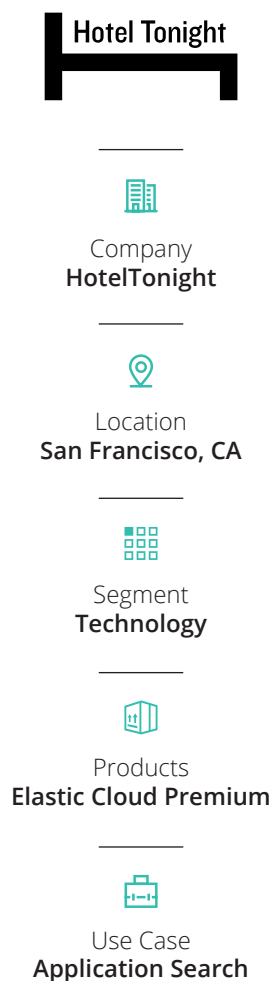 Hotel Tonight
Company
HotelTonight
Location
San Francisco, CA
Segment
Technology
Products
Elastic Cloud Premium
Use Case
Application Search